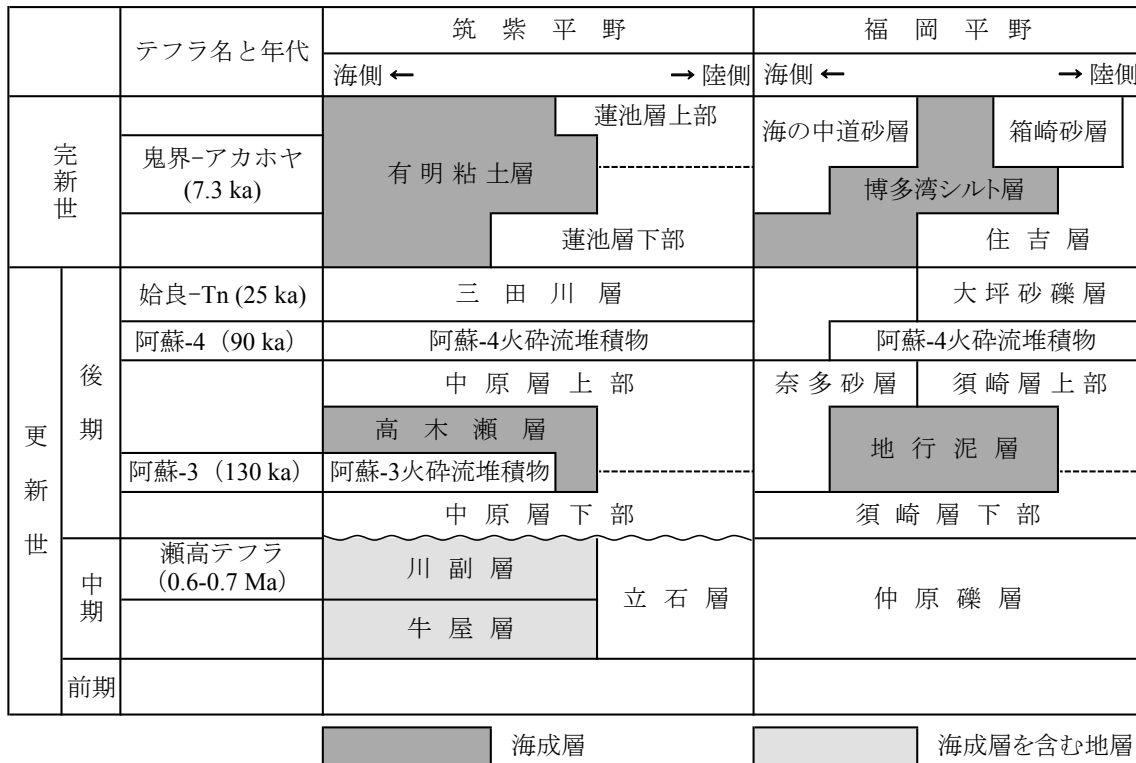 テフラ名と年代
筑紫平野
福岡平野
海側 ← → 陸側
海側 ← → 陸側
完新世
鬼界−アカホヤ
(7.3 ka)
有明粘土層
蓮池層上部
蓮池層下部
海の中道砂層
箱崎砂層
博多湾シルト層
住吉層
更新世
後期
姶良−Tn (25 ka)
三田川層
大坪砂礫層
阿蘇-4（90 ka）
阿蘇-4火砕流堆積物
阿蘇-4火砕流堆積物
中原層上部
奈多砂層
須崎層上部
高木瀬層
地行泥層
阿蘇-3（130 ka）
阿蘇-3火砕流堆積物
中原層下部
須崎層下部
中期
瀬高テフラ
（0.6-0.7 Ma）
川副層
立石層
仲原礫層
牛屋層
前期
海成層
海成層を含む地層